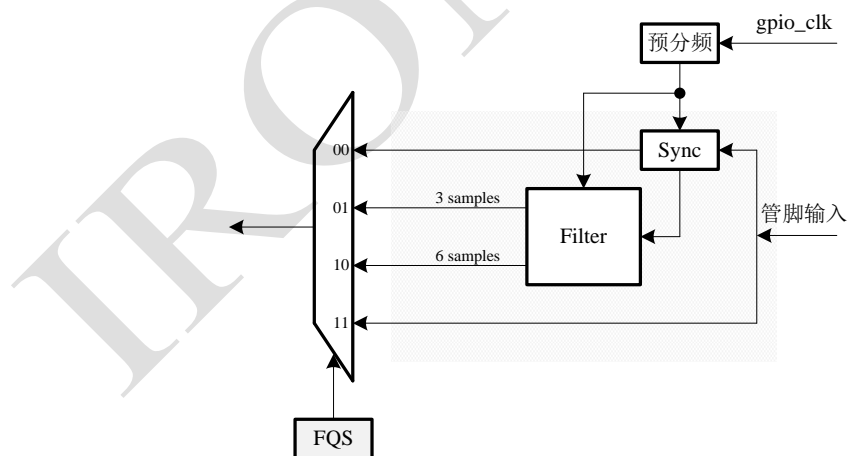 gpio_clk
预分频
00
Sync
01
3 samples
管脚输入
Filter
10
6 samples
11
FQS